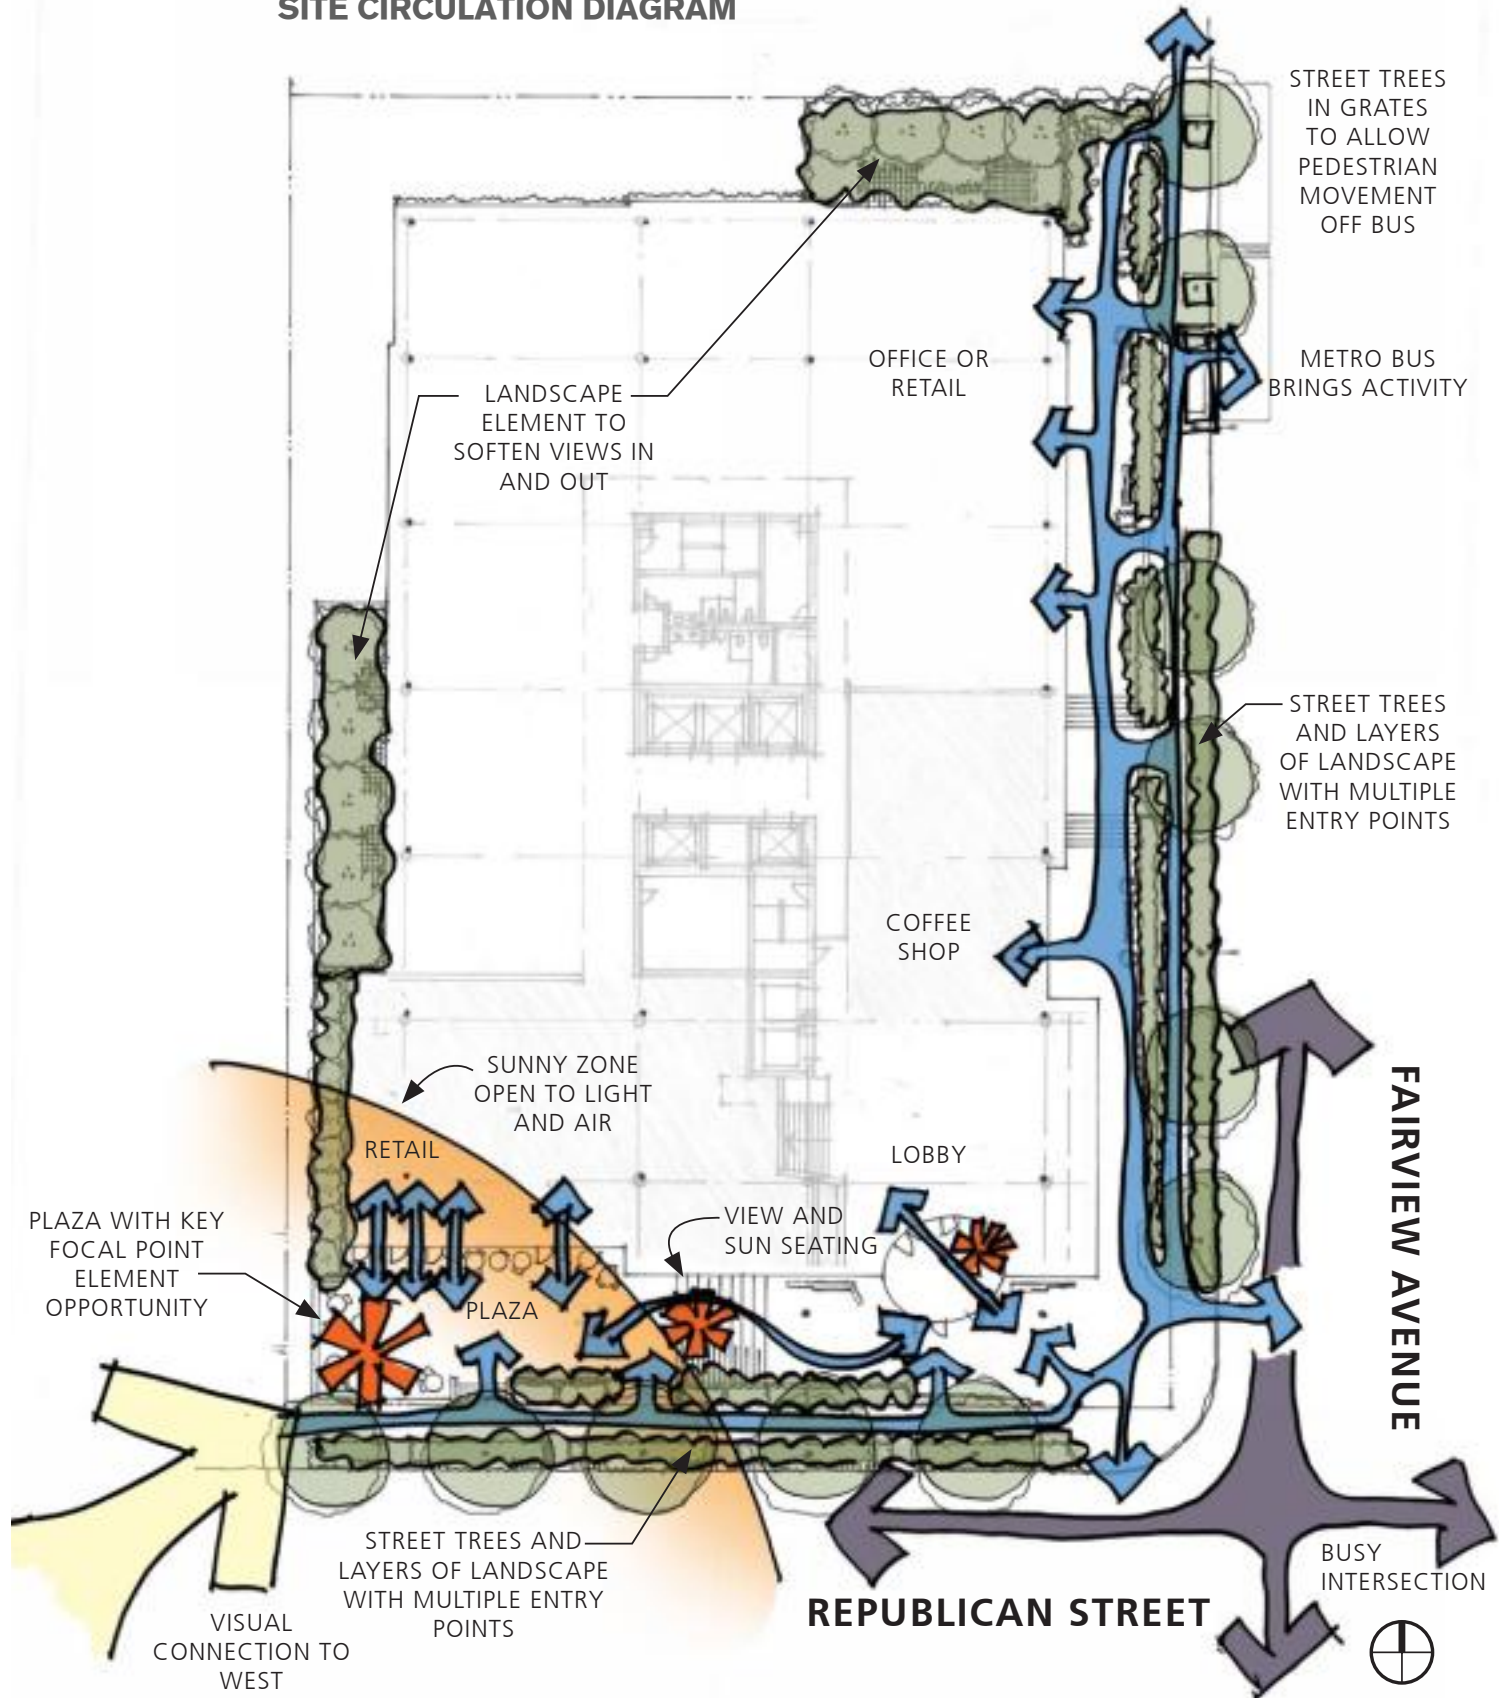 SITE CIRCULATION DIAGRAM
STREET TREES
IN GRATES
TO ALLOW
PEDESTRIAN
MOVEMENT
OFF BUS
OFFICE OR
RETAIL
METRO BUS
BRINGS ACTIVITY
LANDSCAPE
ELEMENT TO
SOFTEN VIEWS IN
AND OUT
STREET TREES
AND LAYERS
OF LANDSCAPE
WITH MULTIPLE
ENTRY POINTS
COFFEE
SHOP
SUNNY ZONE
OPEN TO LIGHT
AND AIR
RETAIL
LOBBY
FAIRVIEW AVENUE
PLAZA WITH KEY
FOCAL POINT
ELEMENT
OPPORTUNITY
VIEW AND
SUN SEATING
PLAZA
STREET TREES AND
LAYERS OF LANDSCAPE
WITH MULTIPLE ENTRY
POINTS
BUSY
INTERSECTION
REPUBLICAN STREET
VISUAL
CONNECTION TO
WEST